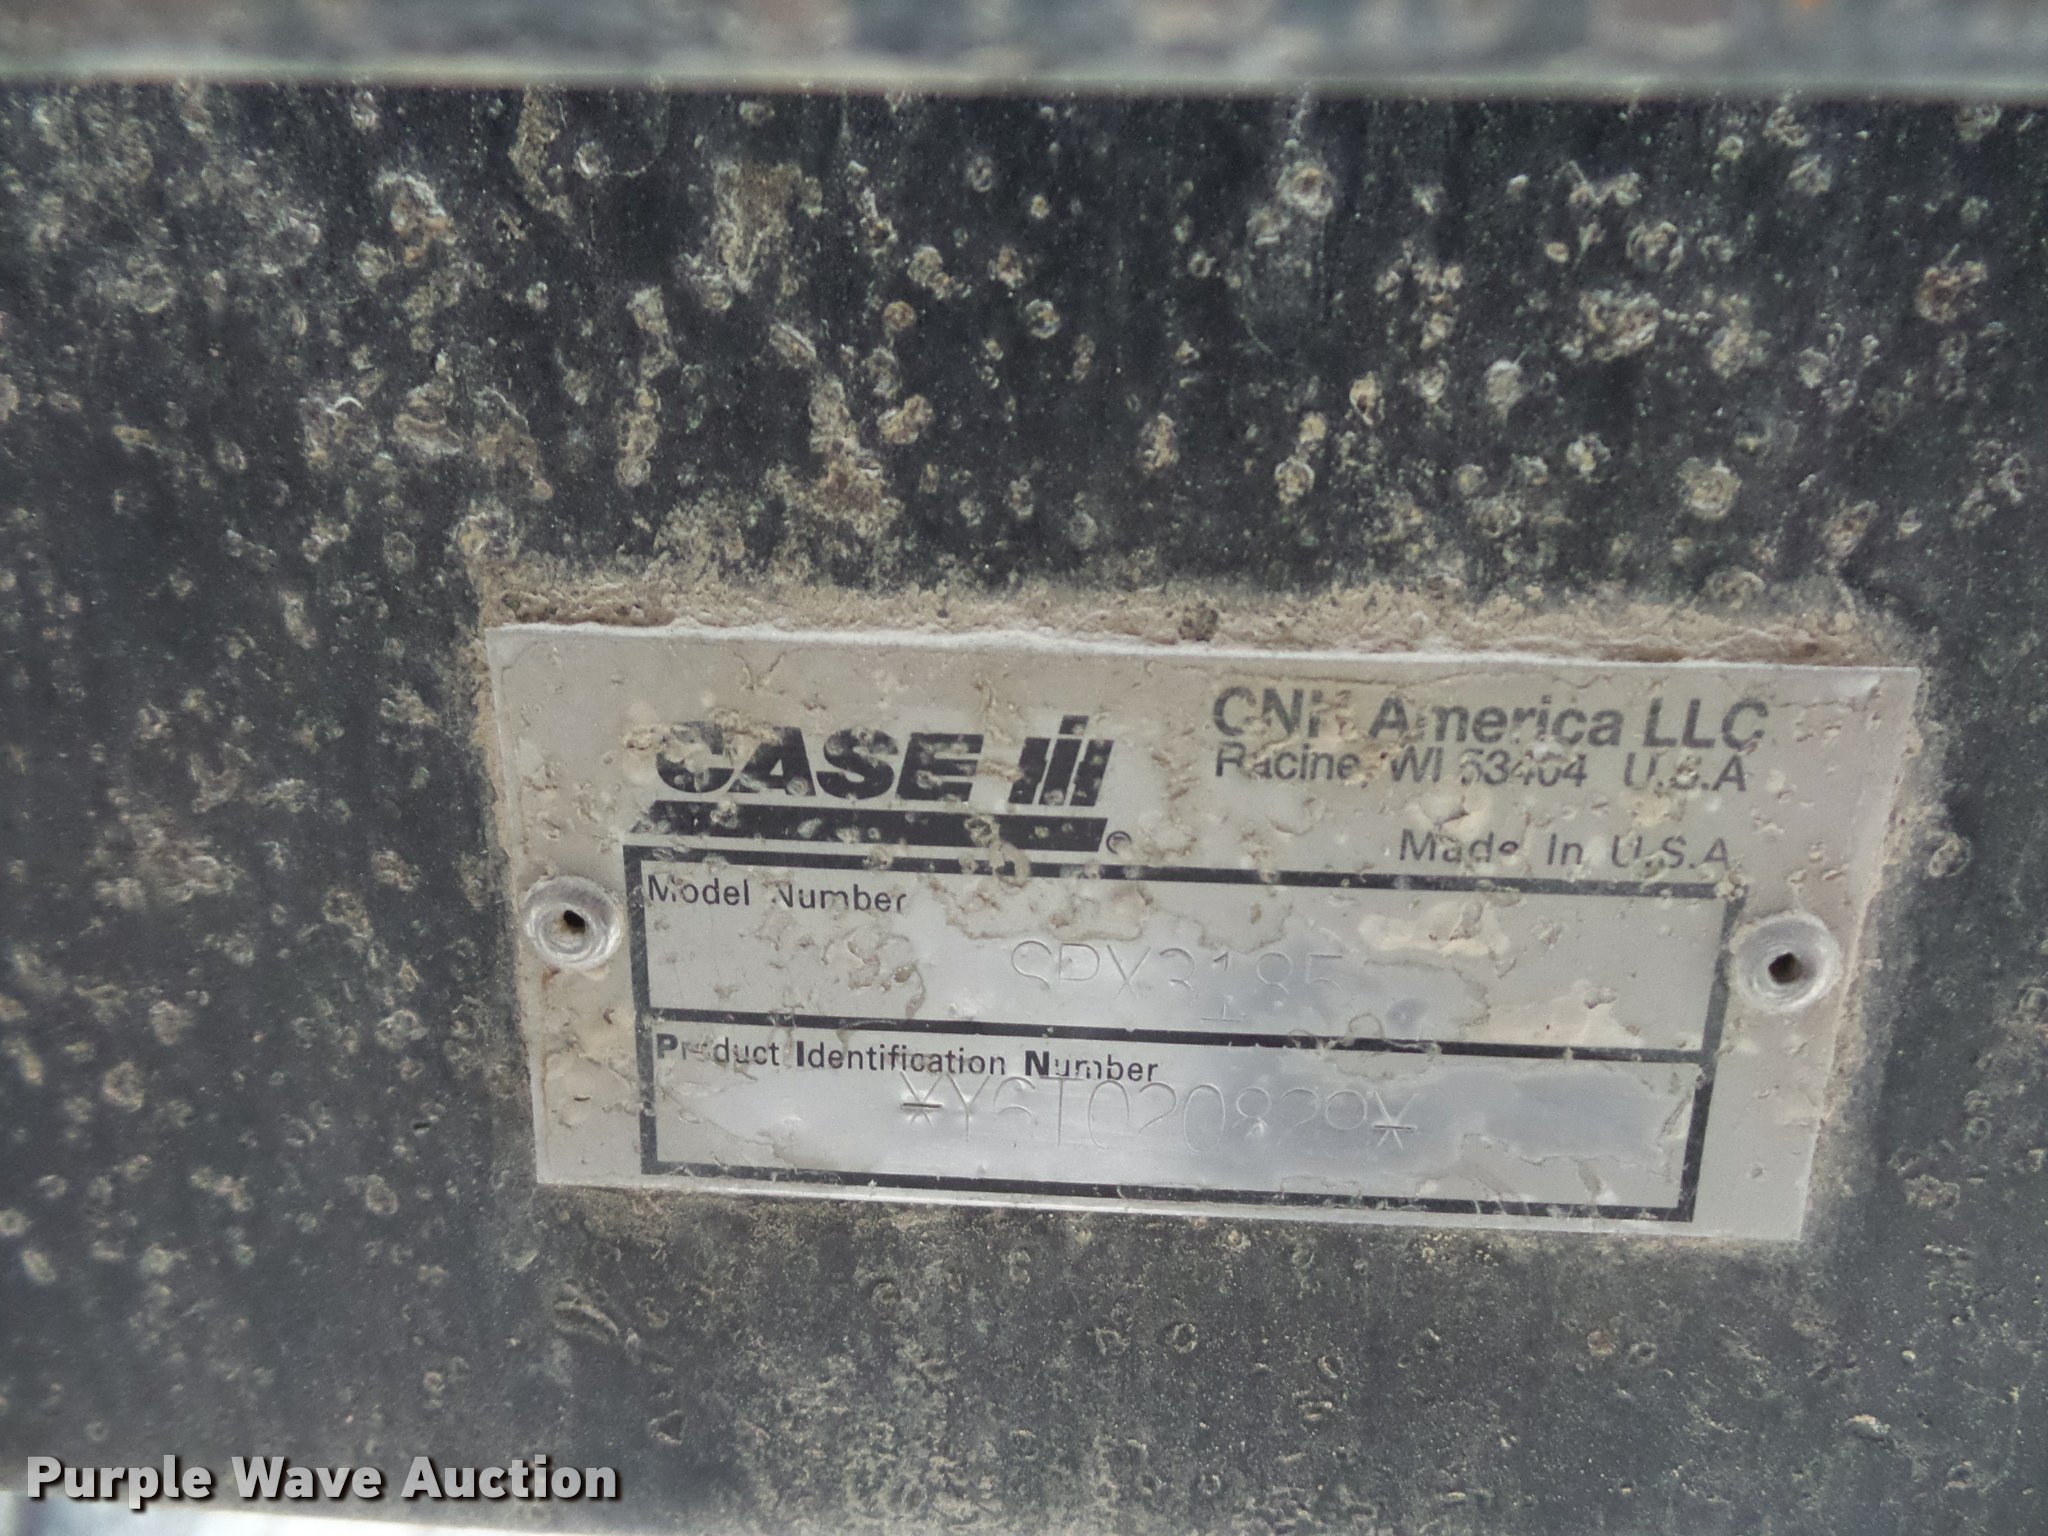 CASE IH ®
CNH America LLC
Racine, WI 53404 U.S.A
Made In U.S.A
Model Number
SPX3185
Product Identification Number
*Y6T020829*
Purple Wave Auction